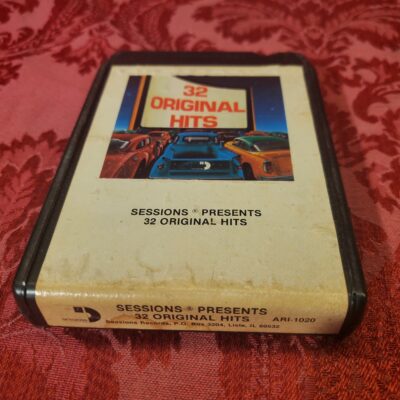 32
ORIGINAL
HITS
SESSIONS ® PRESENTS
32 ORIGINAL HITS
SESSIONS ® PRESENTS
32 ORIGINAL HITS ARI-1020
Sessions Records, P.O. Box 3204, Lisle, IL 60532